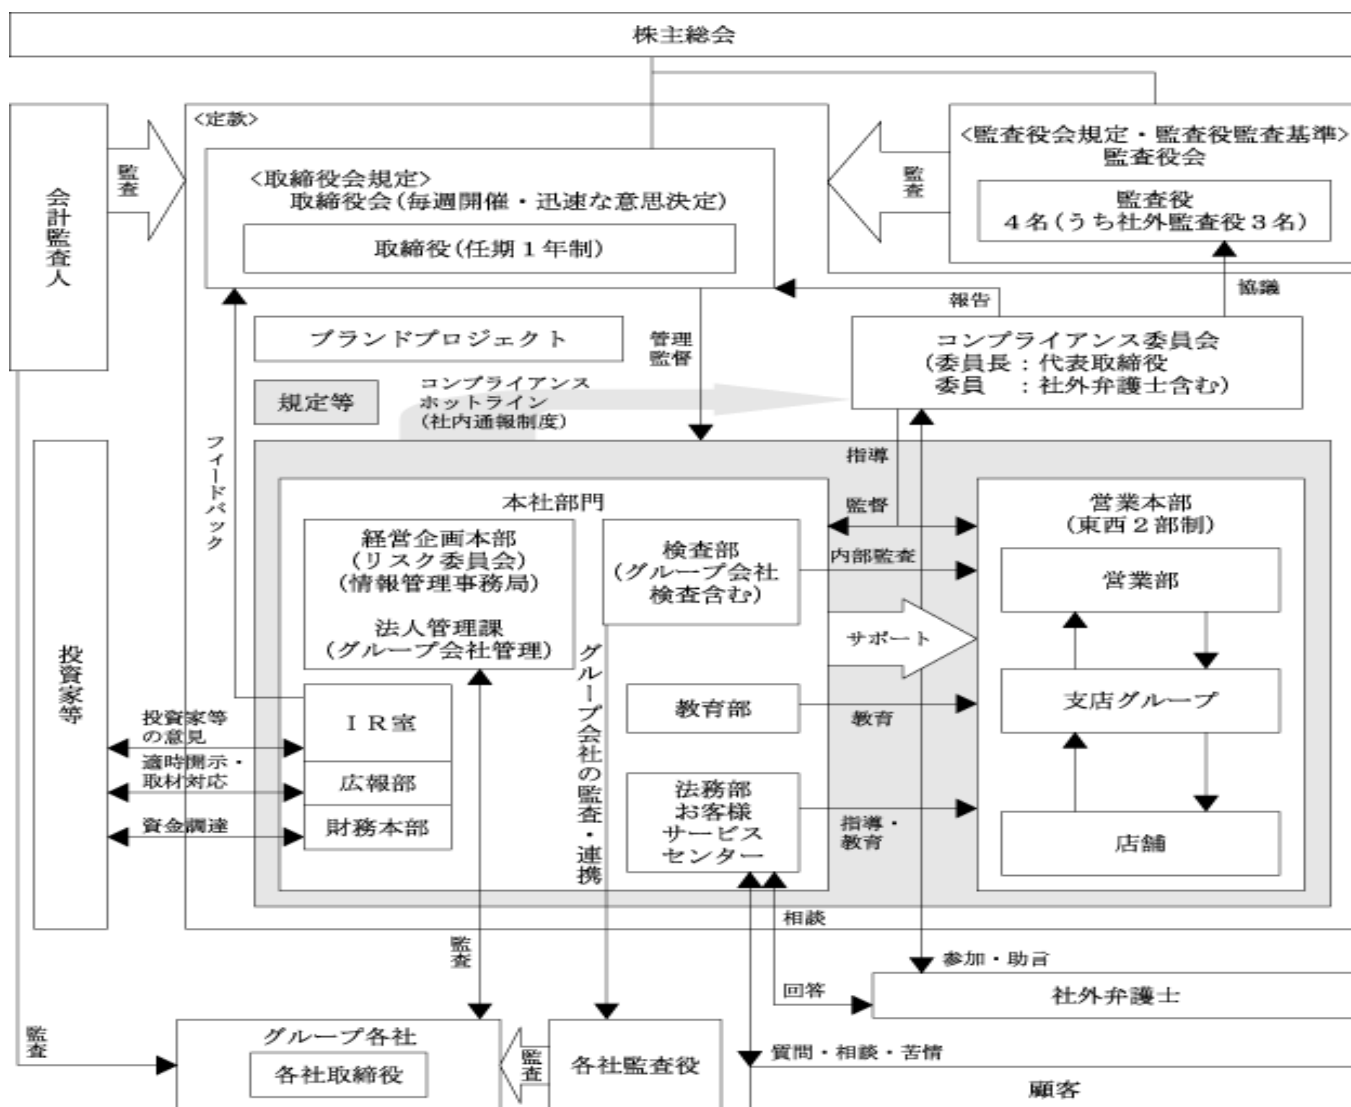 株主総会
会計監査人
監査
<定款>
<取締役会規定>
取締役会(毎週開催・迅速な意思決定)
取締役(任期１年制)
監査
<監査役会規定・監査役監査基準>
監査役会
監査役
４名(うち社外監査役３名)
協議
報告
ブランドプロジェクト
管理
監督
コンプライアンス委員会
(委員長：代表取締役
委員　：社外弁護士含む)
規定等
コンプライアンス
ホットライン
(社内通報制度)
フィードバック
指導
監督
投資家等
本社部門
経営企画本部
(リスク委員会)
(情報管理事務局)
法人管理課
(グループ会社管理)
検査部
(グループ会社
検査含む)
内部監査
営業本部
(東西２部制)
営業部
サポート
グループ会社の監査・連携
支店グループ
教育部
教育
ＩＲ室
広報部
財務本部
投資家等
の意見
適時開示・
取材対応
資金調達
法務部
お客様
サービス
センター
指導・
教育
店舗
相談
監査
参加・助言
回答
社外弁護士
監査
グループ各社
各社取締役
監査
各社監査役
質問・相談・苦情
顧客